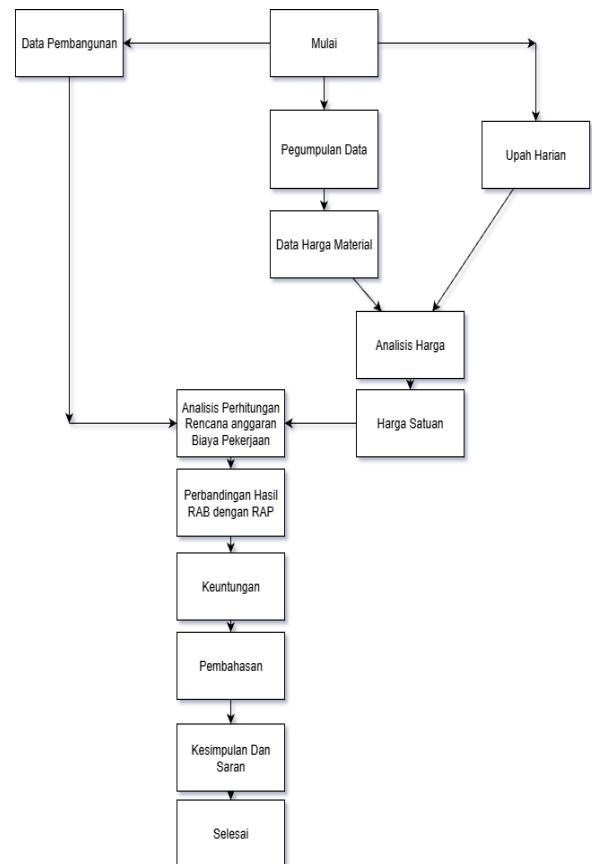 Data Pembangunan
Mulai
Pegumpulan Data
Upah Harian
Data Harga Material
Analisis Harga
Harga Satuan
Analisis Perhitungan
Rencana anggaran
Biaya Pekerjaan
Perbandingan Hasil
RAB dengan RAP
Keuntungan
Pembahasan
Kesimpulan Dan
Saran
Selesai